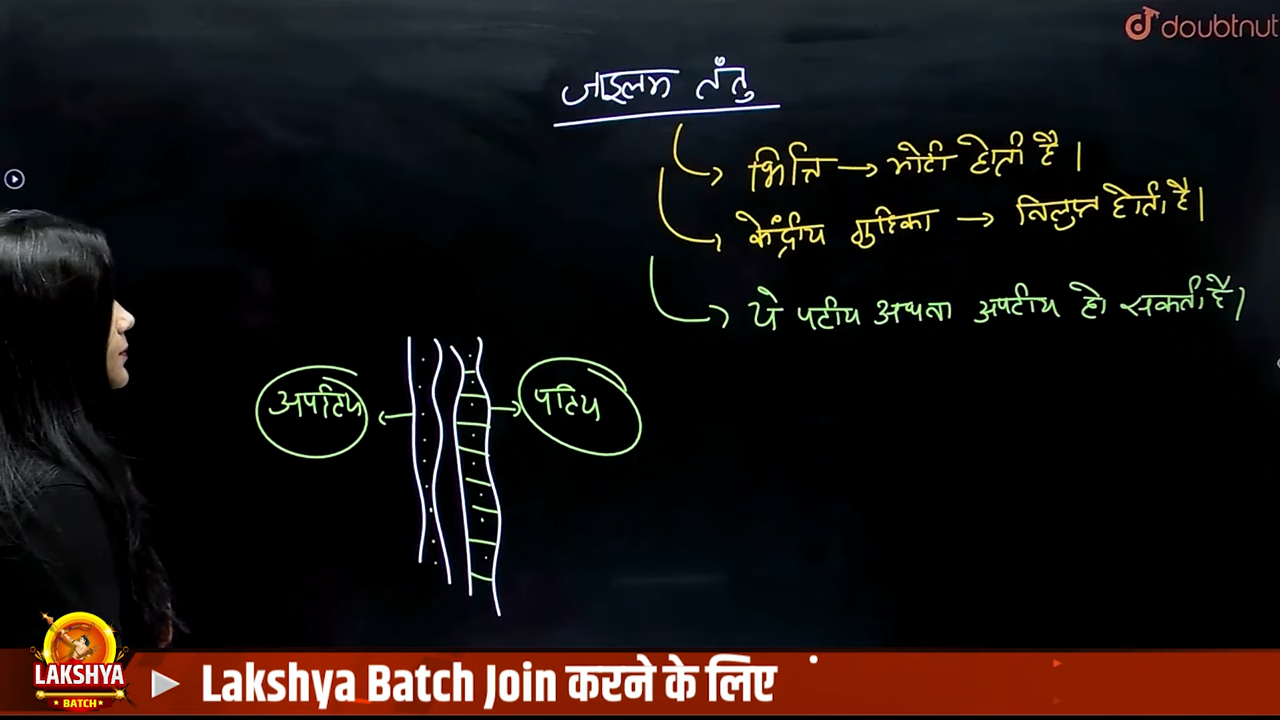 doubtnut
जाइलम तंतु
भित्ति → मोटी होती है।
केंद्रीय गुहिका → विलुप्त होती है।
ये पटीय अथवा अपटीय हो सकती है।
अपटिय
पटिय
LAKSHYA
BATCH
Lakshya Batch Join करने के लिए